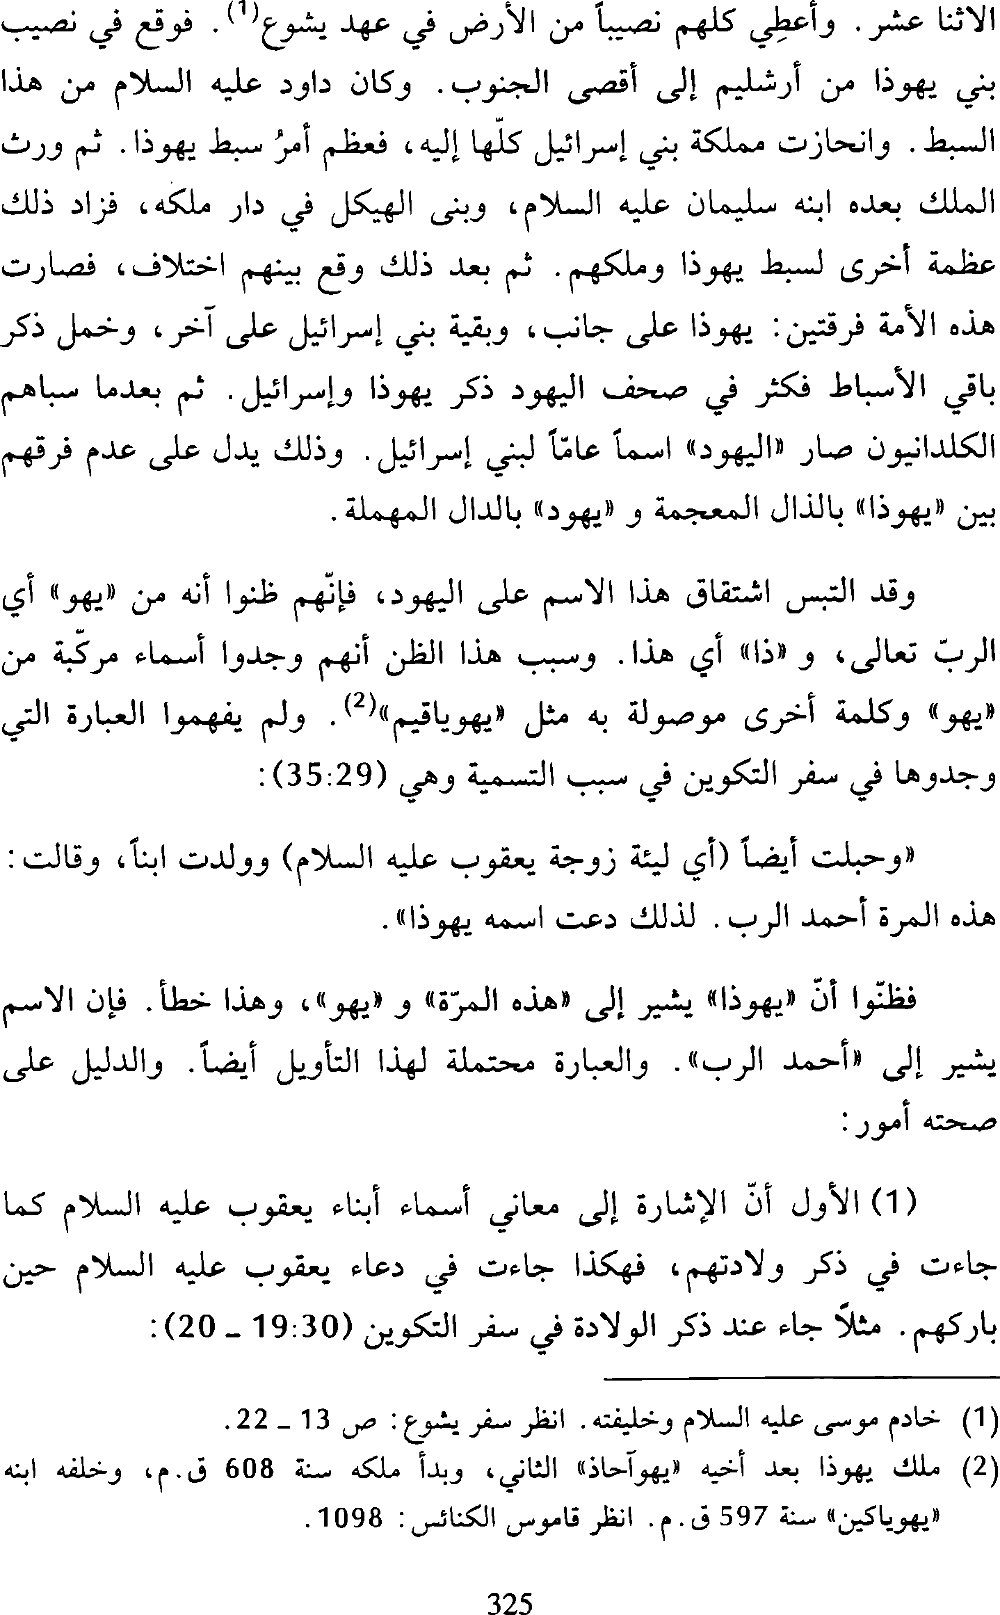 الاثنا عشر. وأعطِي كلهم نصيباً من الأرض في عهد يشوع(1). فوقع في نصيب
بني يهوذا من أرشليم إلى أقصى الجنوب. وكان داود عليه السلام من هذا
السبط. وانحازت مملكة بني إسرائيل كلّها إليه، فعظم أمرُ سبط يهوذا. ثم ورث
الملك بعده ابنه سليمان عليه السلام، وبنى الهيكل في دار ملكه، فزاد ذلك
عظمة أخرى لسبط يهوذا وملكهم. ثم بعد ذلك وقع بينهم اختلاف، فصارت
هذه الأمة فرقتين: يهوذا على جانب، وبقية بني إسرائيل على آخر، وخمل ذكر
باقي الأسباط فكثر في صحف اليهود ذكر يهوذا وإسرائيل. ثم بعدما سباهم
الكلدانيون صار «اليهود» اسماً عامّاً لبني إسرائيل. وذلك يدل على عدم فرقهم
بين «يهوذا» بالذال المعجمة و «يهود» بالدال المهملة.
وقد التبس اشتقاق هذا الاسم على اليهود، فإنّهم ظنوا أنه من «يهو» أي
الربّ تعالى، و «ذا» أي هذا. وسبب هذا الظن أنهم وجدوا أسماء مركّبة من
«يهو» وكلمة أخرى موصولة به مثل «يهوياقيم»(2). ولم يفهموا العبارة التي
وجدوها في سفر التكوين في سبب التسمية وهي (35:29):
«وحبلت أيضاً (أي ليئة زوجة يعقوب عليه السلام) وولدت ابناً، وقالت:
هذه المرة أحمد الرب. لذلك دعت اسمه يهوذا».
فظنّوا أنّ «يهوذا» يشير إلى «هذه المرّة» و «يهو»، وهذا خطأ. فإن الاسم
يشير إلى «أحمد الرب». والعبارة محتملة لهذا التأويل أيضاً. والدليل على
صحته أمور:
(1) الأول أنّ الإشارة إلى معاني أسماء أبناء يعقوب عليه السلام كما
جاءت في ذكر ولادتهم، فهكذا جاءت في دعاء يعقوب عليه السلام حين
باركهم. مثلاً جاء عند ذكر الولادة في سفر التكوين (19:30 – 20):
(1) خادم موسى عليه السلام وخليفته. انظر سفر يشوع: ص 13 – 22.
(2) ملك يهوذا بعد أخيه «يهوآحاذ» الثاني، وبدأ ملكه سنة 608 ق.م، وخلفه ابنه
«يهوياكين» سنة 597 ق.م. انظر قاموس الكنائس: 1098.
325